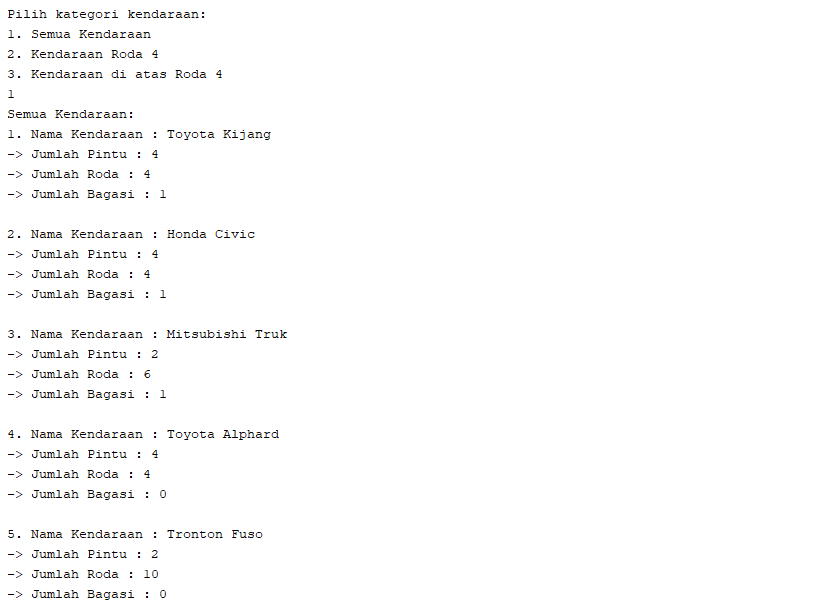 Pilih kategori kendaraan:
1. Semua Kendaraan
2. Kendaraan Roda 4
3. Kendaraan di atas Roda 4
1
Semua Kendaraan:
1. Nama Kendaraan : Toyota Kijang
-> Jumlah Pintu : 4
-> Jumlah Roda : 4
-> Jumlah Bagasi : 1
2. Nama Kendaraan : Honda Civic
-> Jumlah Pintu : 4
-> Jumlah Roda : 4
-> Jumlah Bagasi : 1
3. Nama Kendaraan : Mitsubishi Truk
-> Jumlah Pintu : 2
-> Jumlah Roda : 6
-> Jumlah Bagasi : 1
4. Nama Kendaraan : Toyota Alphard
-> Jumlah Pintu : 4
-> Jumlah Roda : 4
-> Jumlah Bagasi : 0
5. Nama Kendaraan : Tronton Fuso
-> Jumlah Pintu : 2
-> Jumlah Roda : 10
-> Jumlah Bagasi : 0